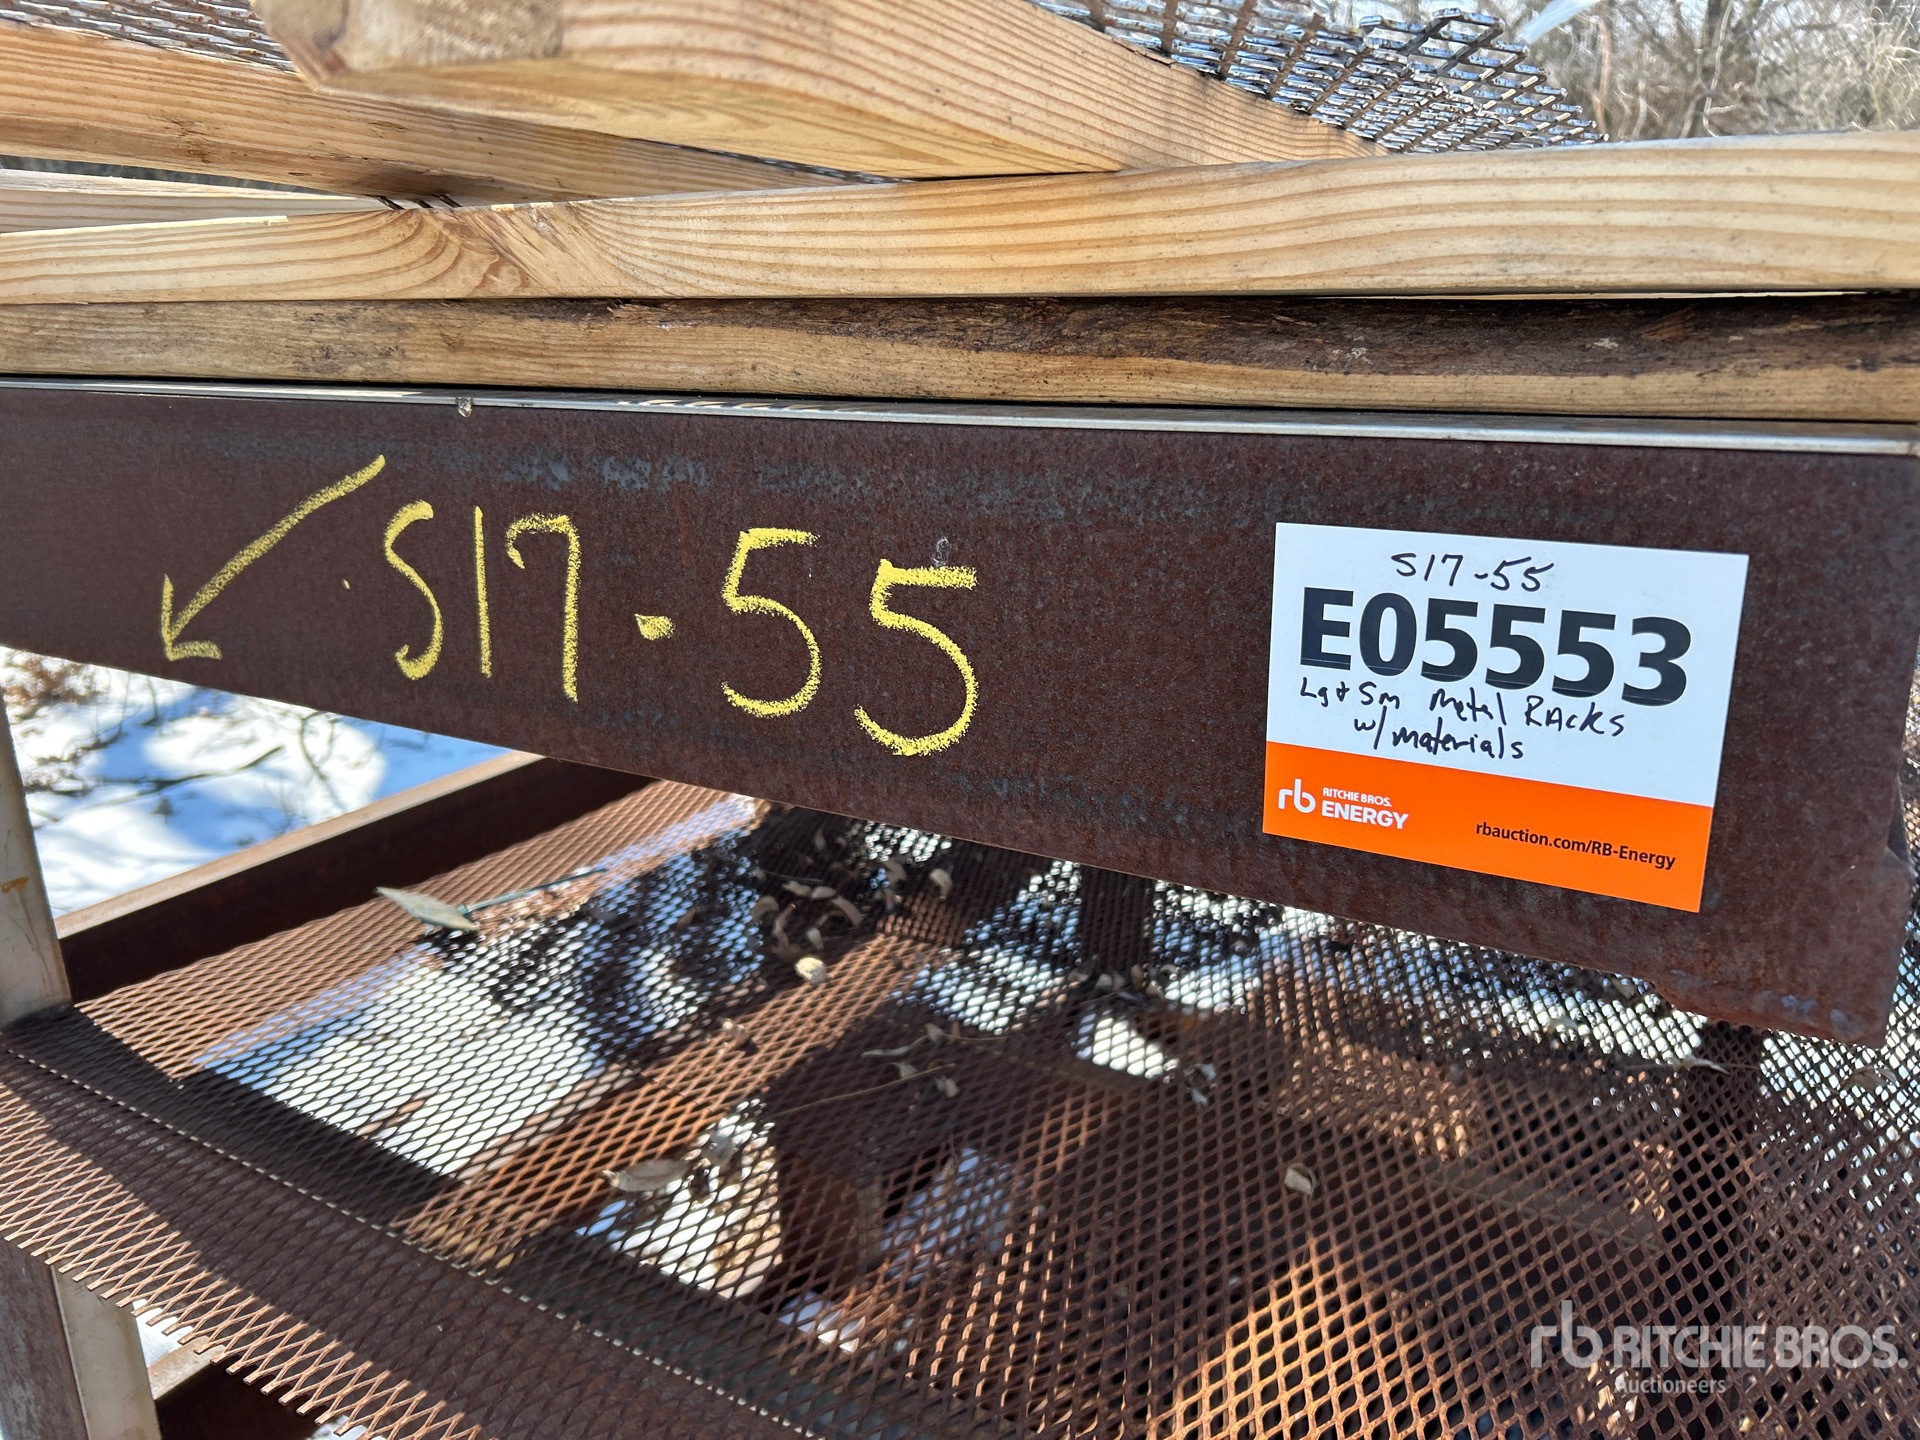 S17-55
S17-55
E05553
Lg + Sm Metal RAcks
w/ materials
rb RITCHIE BROS.
ENERGY
rbauction.com/RB-Energy
rb RITCHIE BROS.
Auctioneers